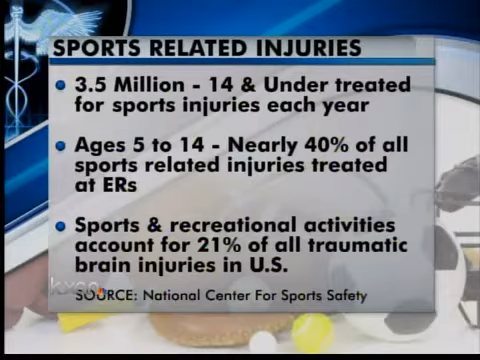 SPORTS RELATED INJURIES
• 3.5 Million - 14 & Under treated
for sports injuries each year
• Ages 5 to 14 - Nearly 40% of all
sports related injuries treated
at ERs
• Sports & recreational activities
account for 21% of all traumatic
brain injuries in U.S.
SOURCE: National Center For Sports Safety